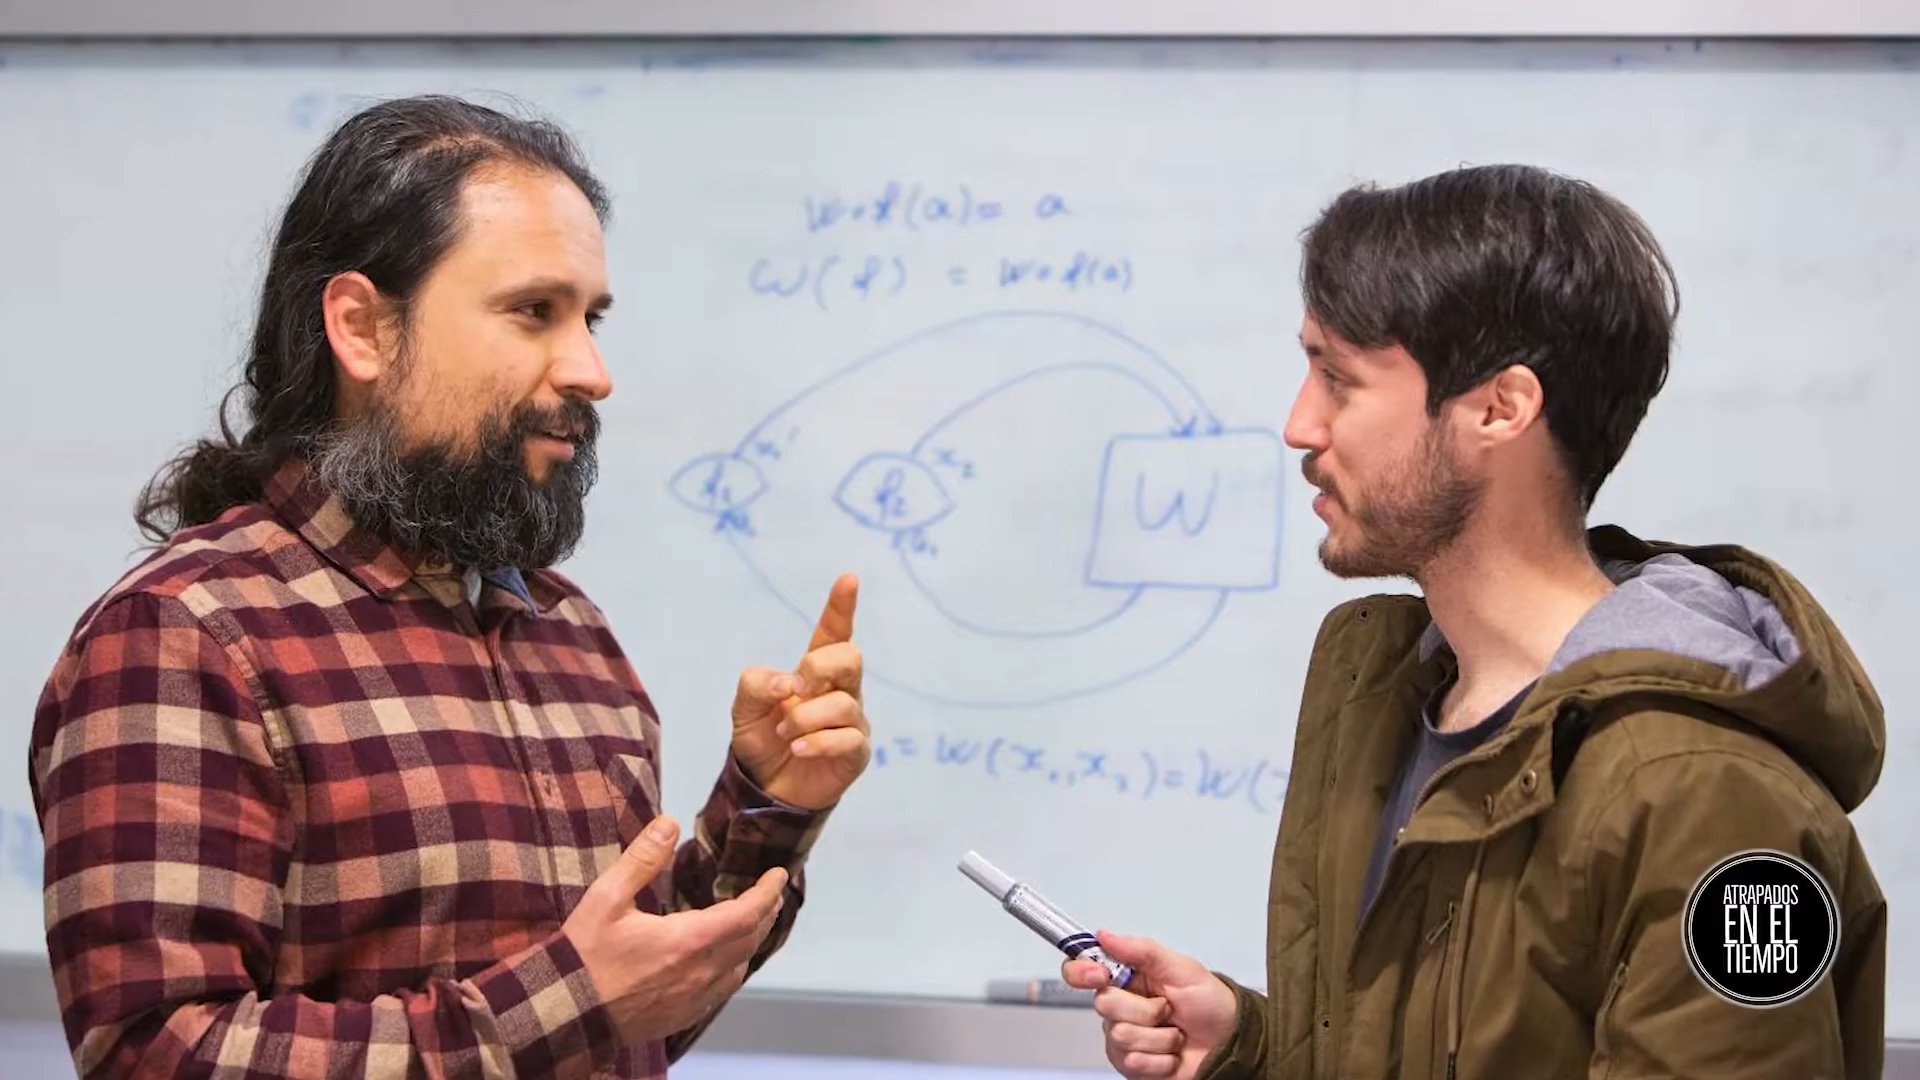 w∘f(a) = a
ω(f) = w∘f(a)
x₁
x₂
f₁
f₂
W
= W(x₁,x₂) = W(
ATRAPADOS
EN EL
TIEMPO